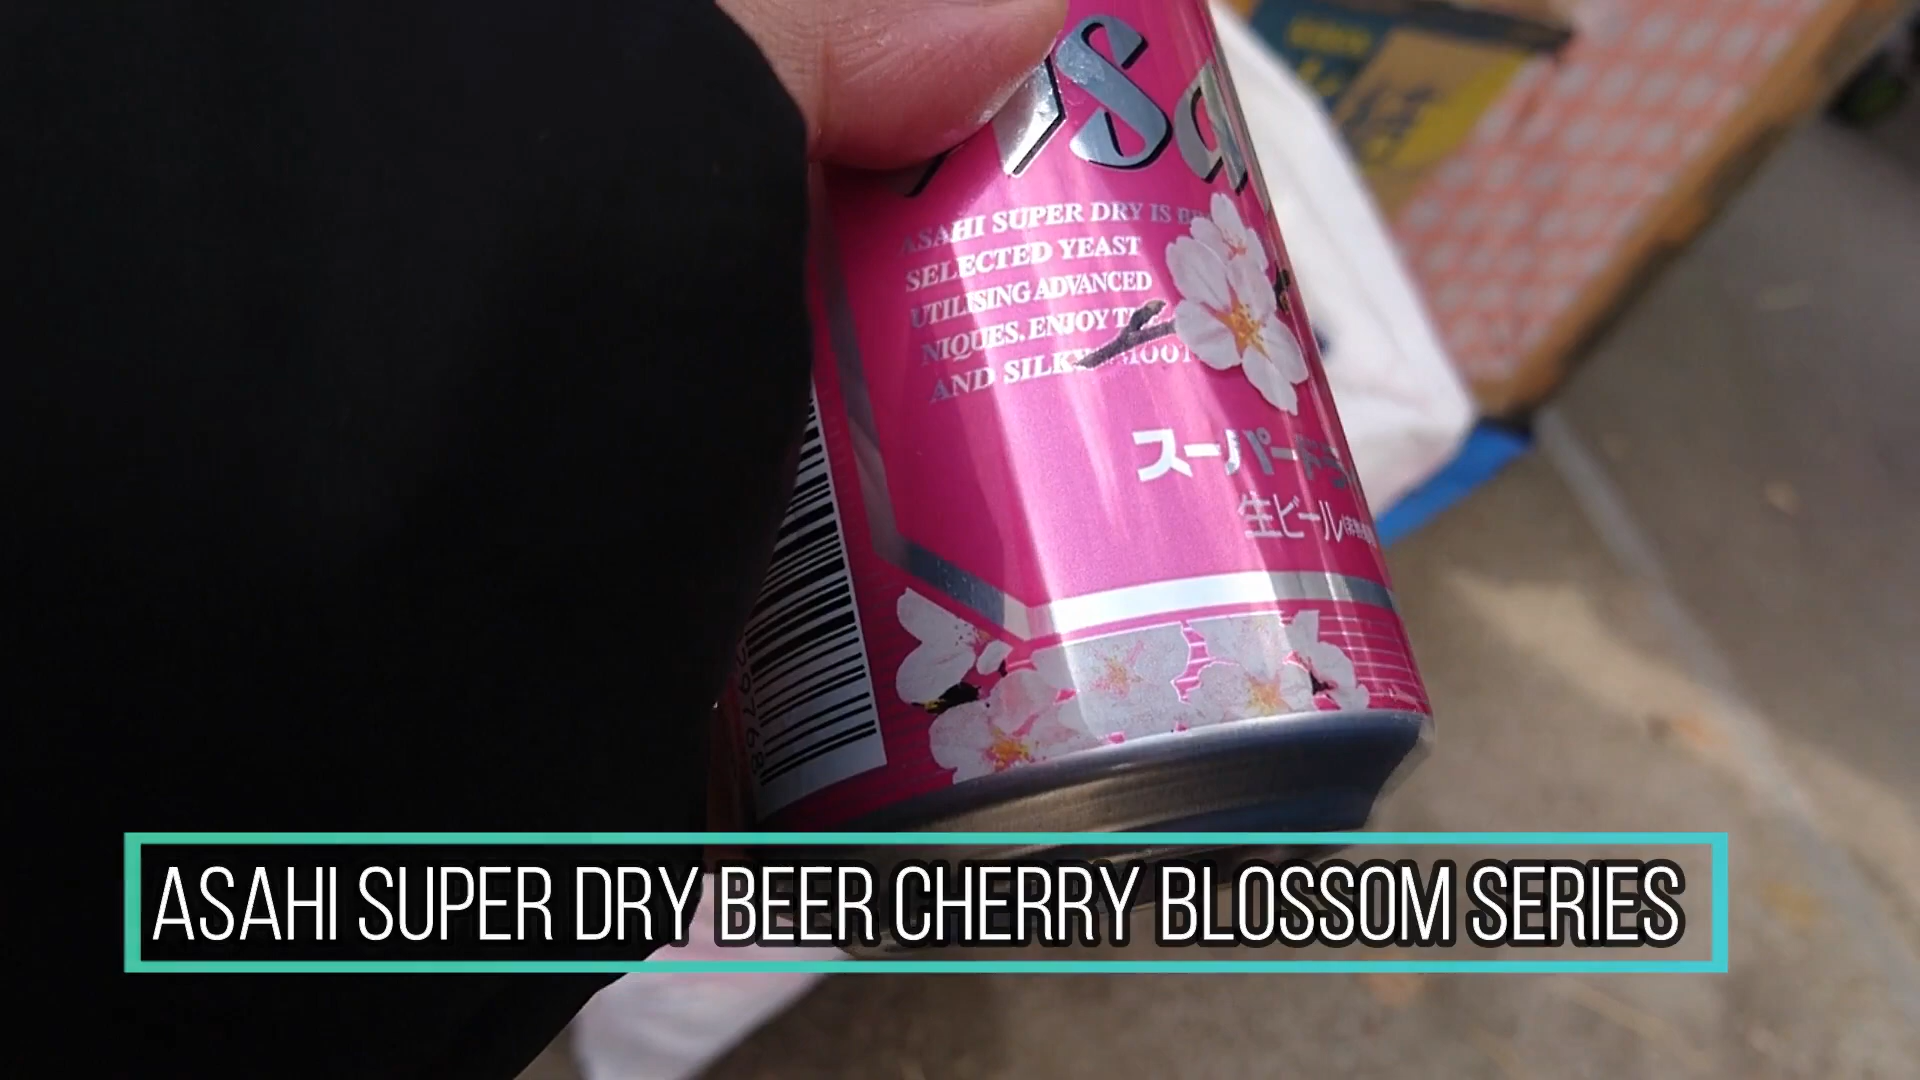 Asa
ASAHI SUPER DRY IS
SELECTED YEAST
UTILISING ADVANCED
NIQUES. ENJOY
AND SILKY
スーパードラ
生ビール
ASAHI SUPER DRY BEER CHERRY BLOSSOM SERIES